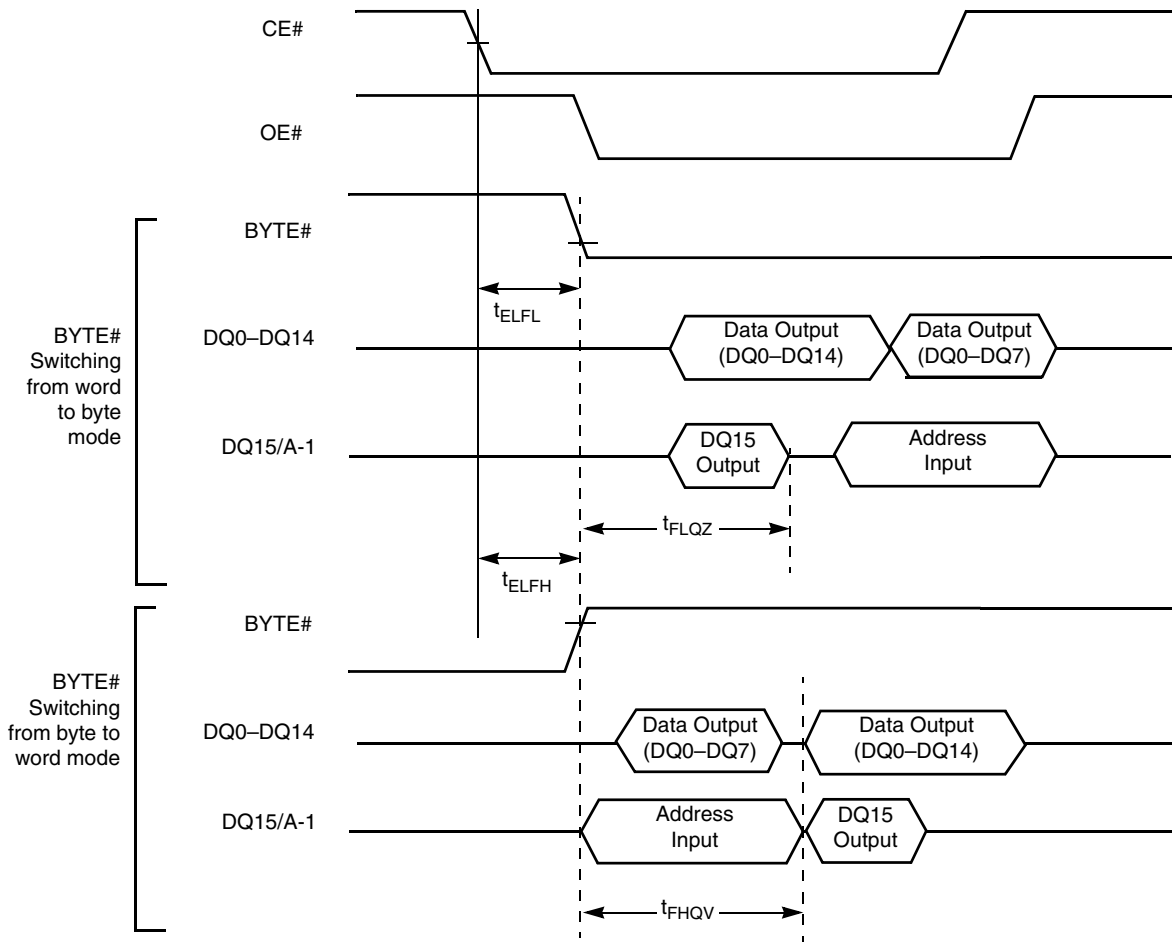 CE#
OE#
BYTE#
tELFL
BYTE#
Switching
from word
to byte
mode
DQ0–DQ14
Data Output
(DQ0–DQ14)
Data Output
(DQ0–DQ7)
DQ15/A-1
DQ15
Output
Address
Input
tFLQZ
tELFH
BYTE#
BYTE#
Switching
from byte to
word mode
DQ0–DQ14
Data Output
(DQ0–DQ7)
Data Output
(DQ0–DQ14)
DQ15/A-1
Address
Input
DQ15
Output
tFHQV